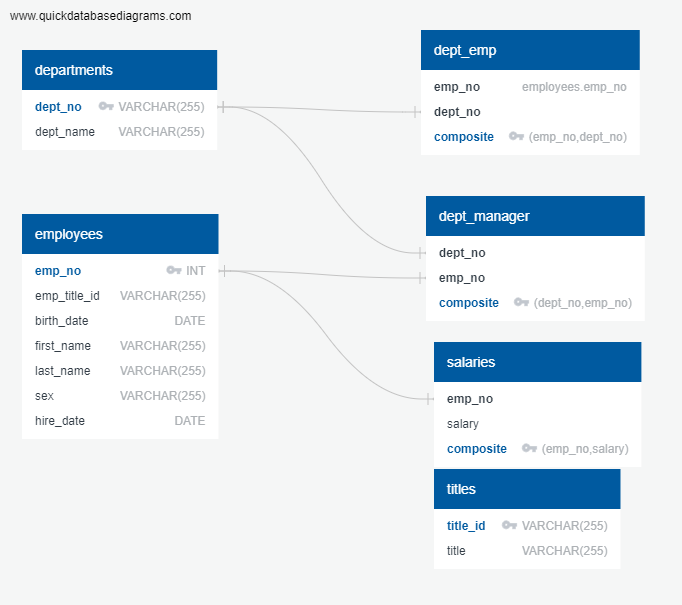 www.quickdatabasediagrams.com
departments
dept_no VARCHAR(255)
dept_name VARCHAR(255)
employees
emp_no INT
emp_title_id VARCHAR(255)
birth_date DATE
first_name VARCHAR(255)
last_name VARCHAR(255)
sex VARCHAR(255)
hire_date DATE
dept_emp
emp_no employees.emp_no
dept_no
composite (emp_no,dept_no)
dept_manager
dept_no
emp_no
composite (dept_no,emp_no)
salaries
emp_no
salary
composite (emp_no,salary)
titles
title_id VARCHAR(255)
title VARCHAR(255)